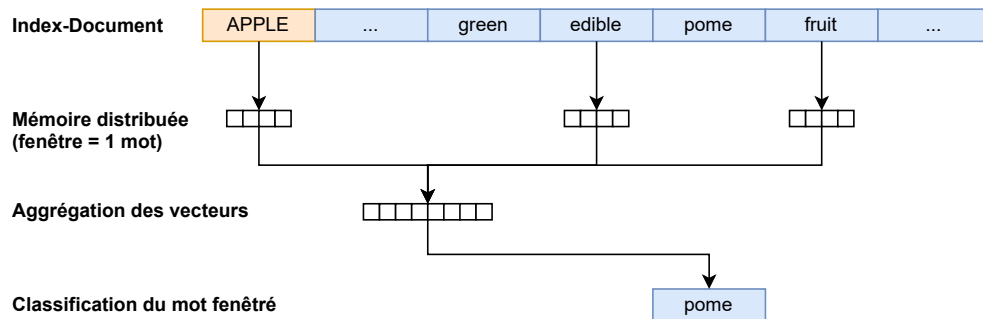 Index-Document APPLE ... green edible pome fruit ...
Mémoire distribuée
(fenêtre = 1 mot)
Aggrégation des vecteurs
Classification du mot fenêtré pome